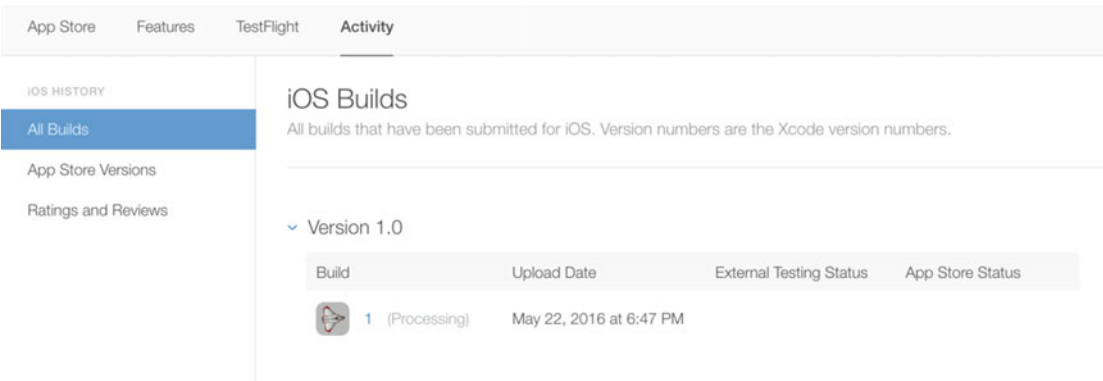 App Store Features TestFlight Activity
iOS HISTORY
All Builds
App Store Versions
Ratings and Reviews
iOS Builds
All builds that have been submitted for iOS. Version numbers are the Xcode version numbers.
Version 1.0
Build Upload Date External Testing Status App Store Status
1 (Processing) May 22, 2016 at 6:47 PM